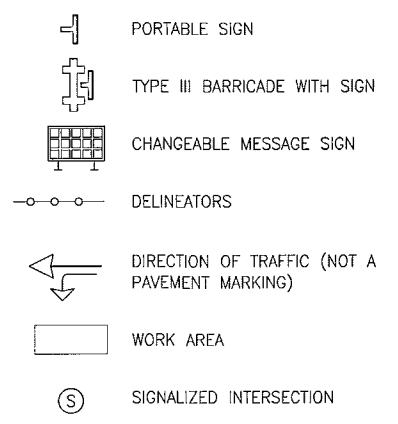 PORTABLE SIGN
TYPE III BARRICADE WITH SIGN
CHANGEABLE MESSAGE SIGN
DELINEATORS
DIRECTION OF TRAFFIC (NOT A
PAVEMENT MARKING)
WORK AREA
S SIGNALIZED INTERSECTION